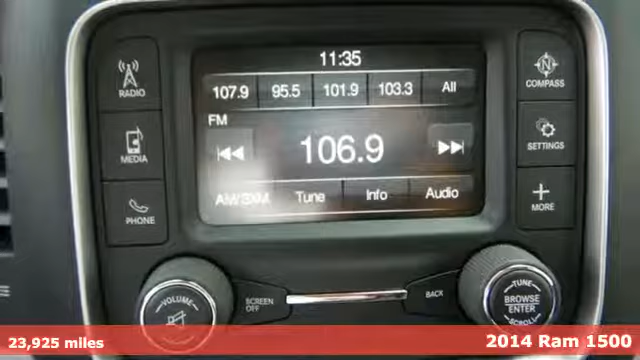 11:35
RADIO
107.9 95.5 101.9 103.3 All
COMPASS
FM
MEDIA
106.9
SETTINGS
PHONE
AM/SXM Tune Info Audio
MORE
VOLUME
SCREEN OFF
BACK
TUNE
BROWSE
ENTER
SCROLL
23,925 miles
2014 Ram 1500